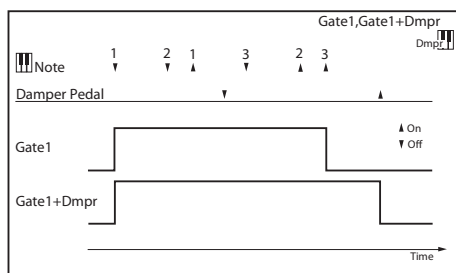 Gate1,Gate1+Dmpr
Dmpr
1 2 1 3 2 3
Note
Damper Pedal
On
Off
Gate1
Gate1+Dmpr
Time